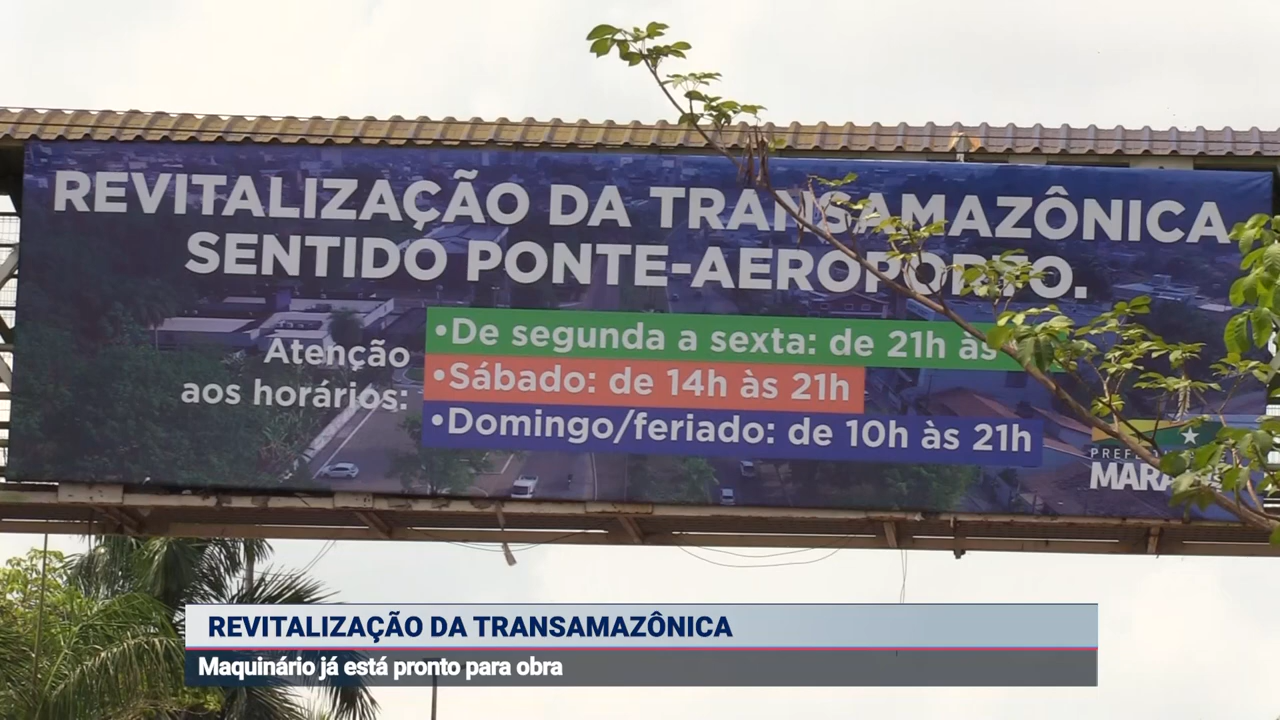 REVITALIZAÇÃO DA TRANSAMAZÔNICA
SENTIDO PONTE-AEROPORTO.
Atenção
aos horários:
•De segunda a sexta: de 21h às
•Sábado: de 14h às 21h
•Domingo/feriado: de 10h às 21h
REVITALIZAÇÃO DA TRANSAMAZÔNICA
Maquinário já está pronto para obra